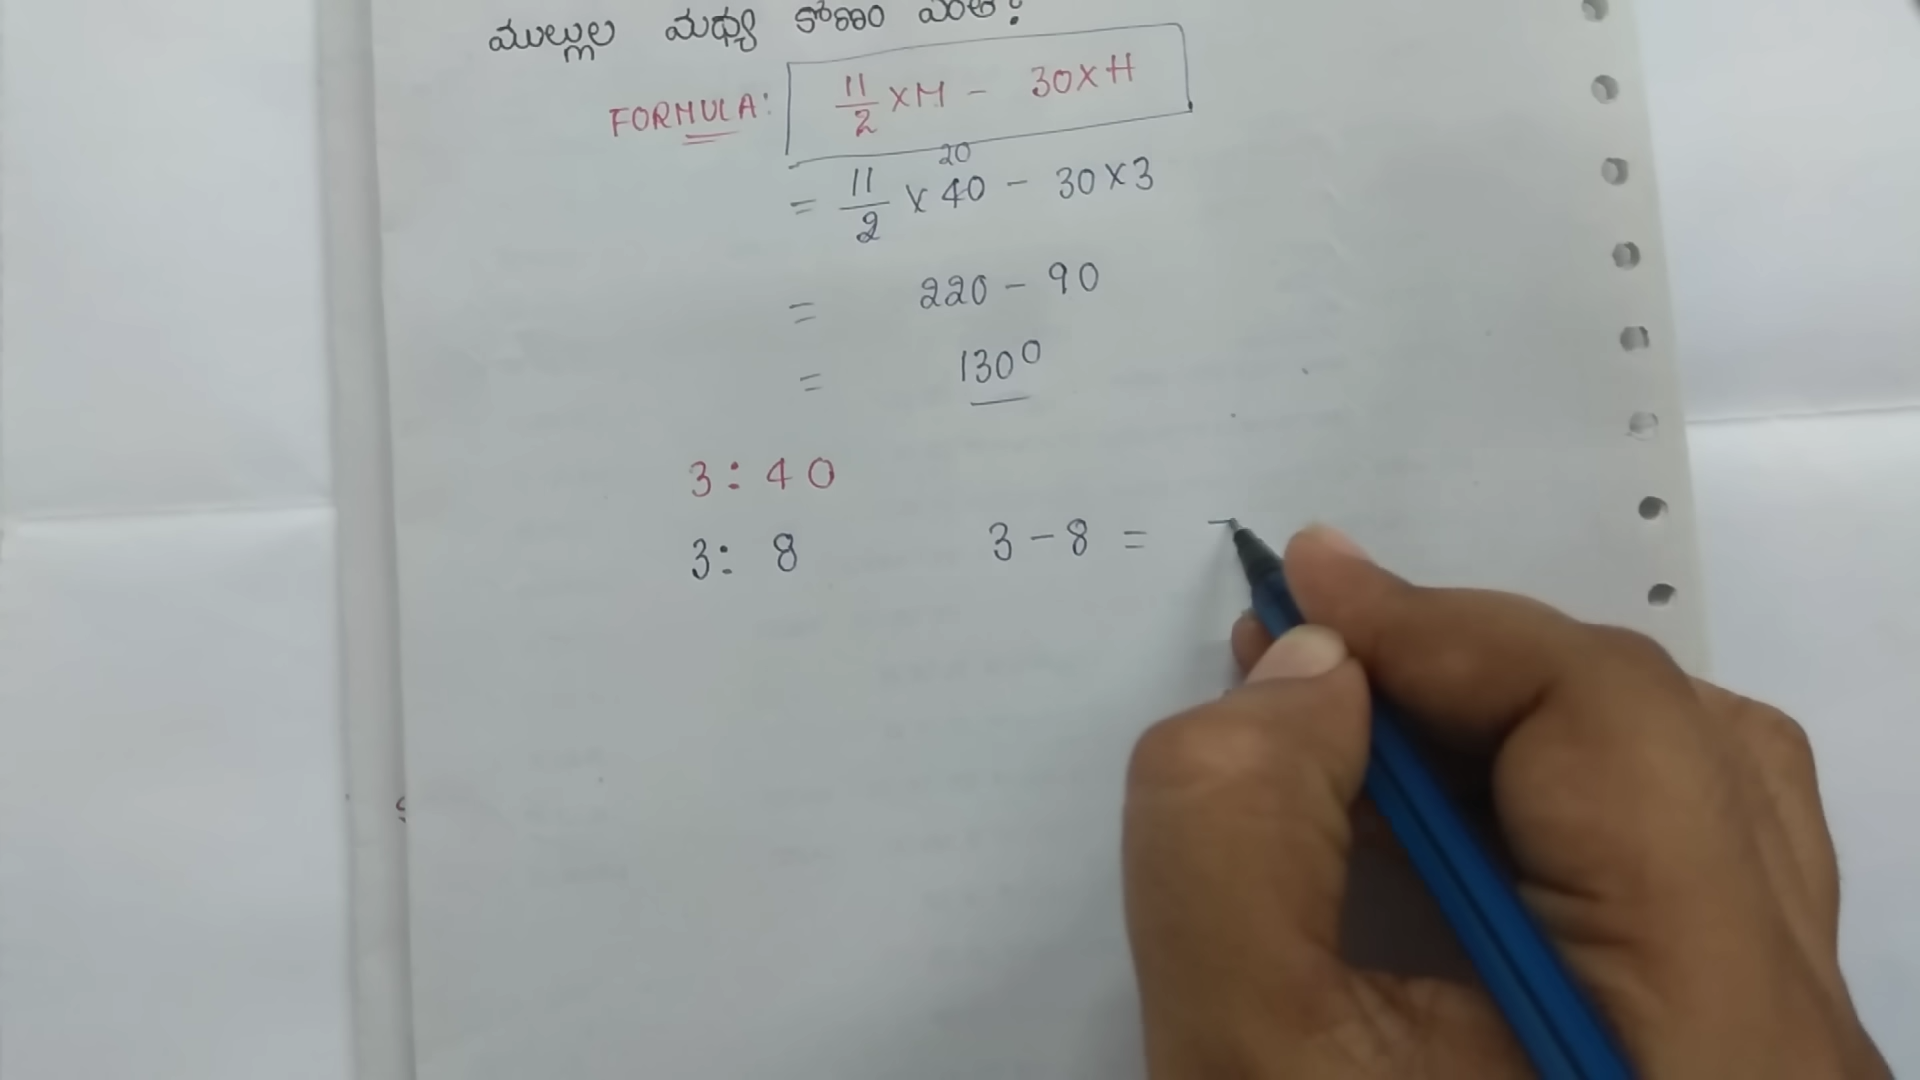 ముల్లుల మధ్య కోణం ఎంత?
FORMULA: 11/2 × M - 30 × H
20
= 11/2 × 40 - 30 × 3
= 220 - 90
= 130⁰
3 : 40
3 : 8 3 - 8 = -